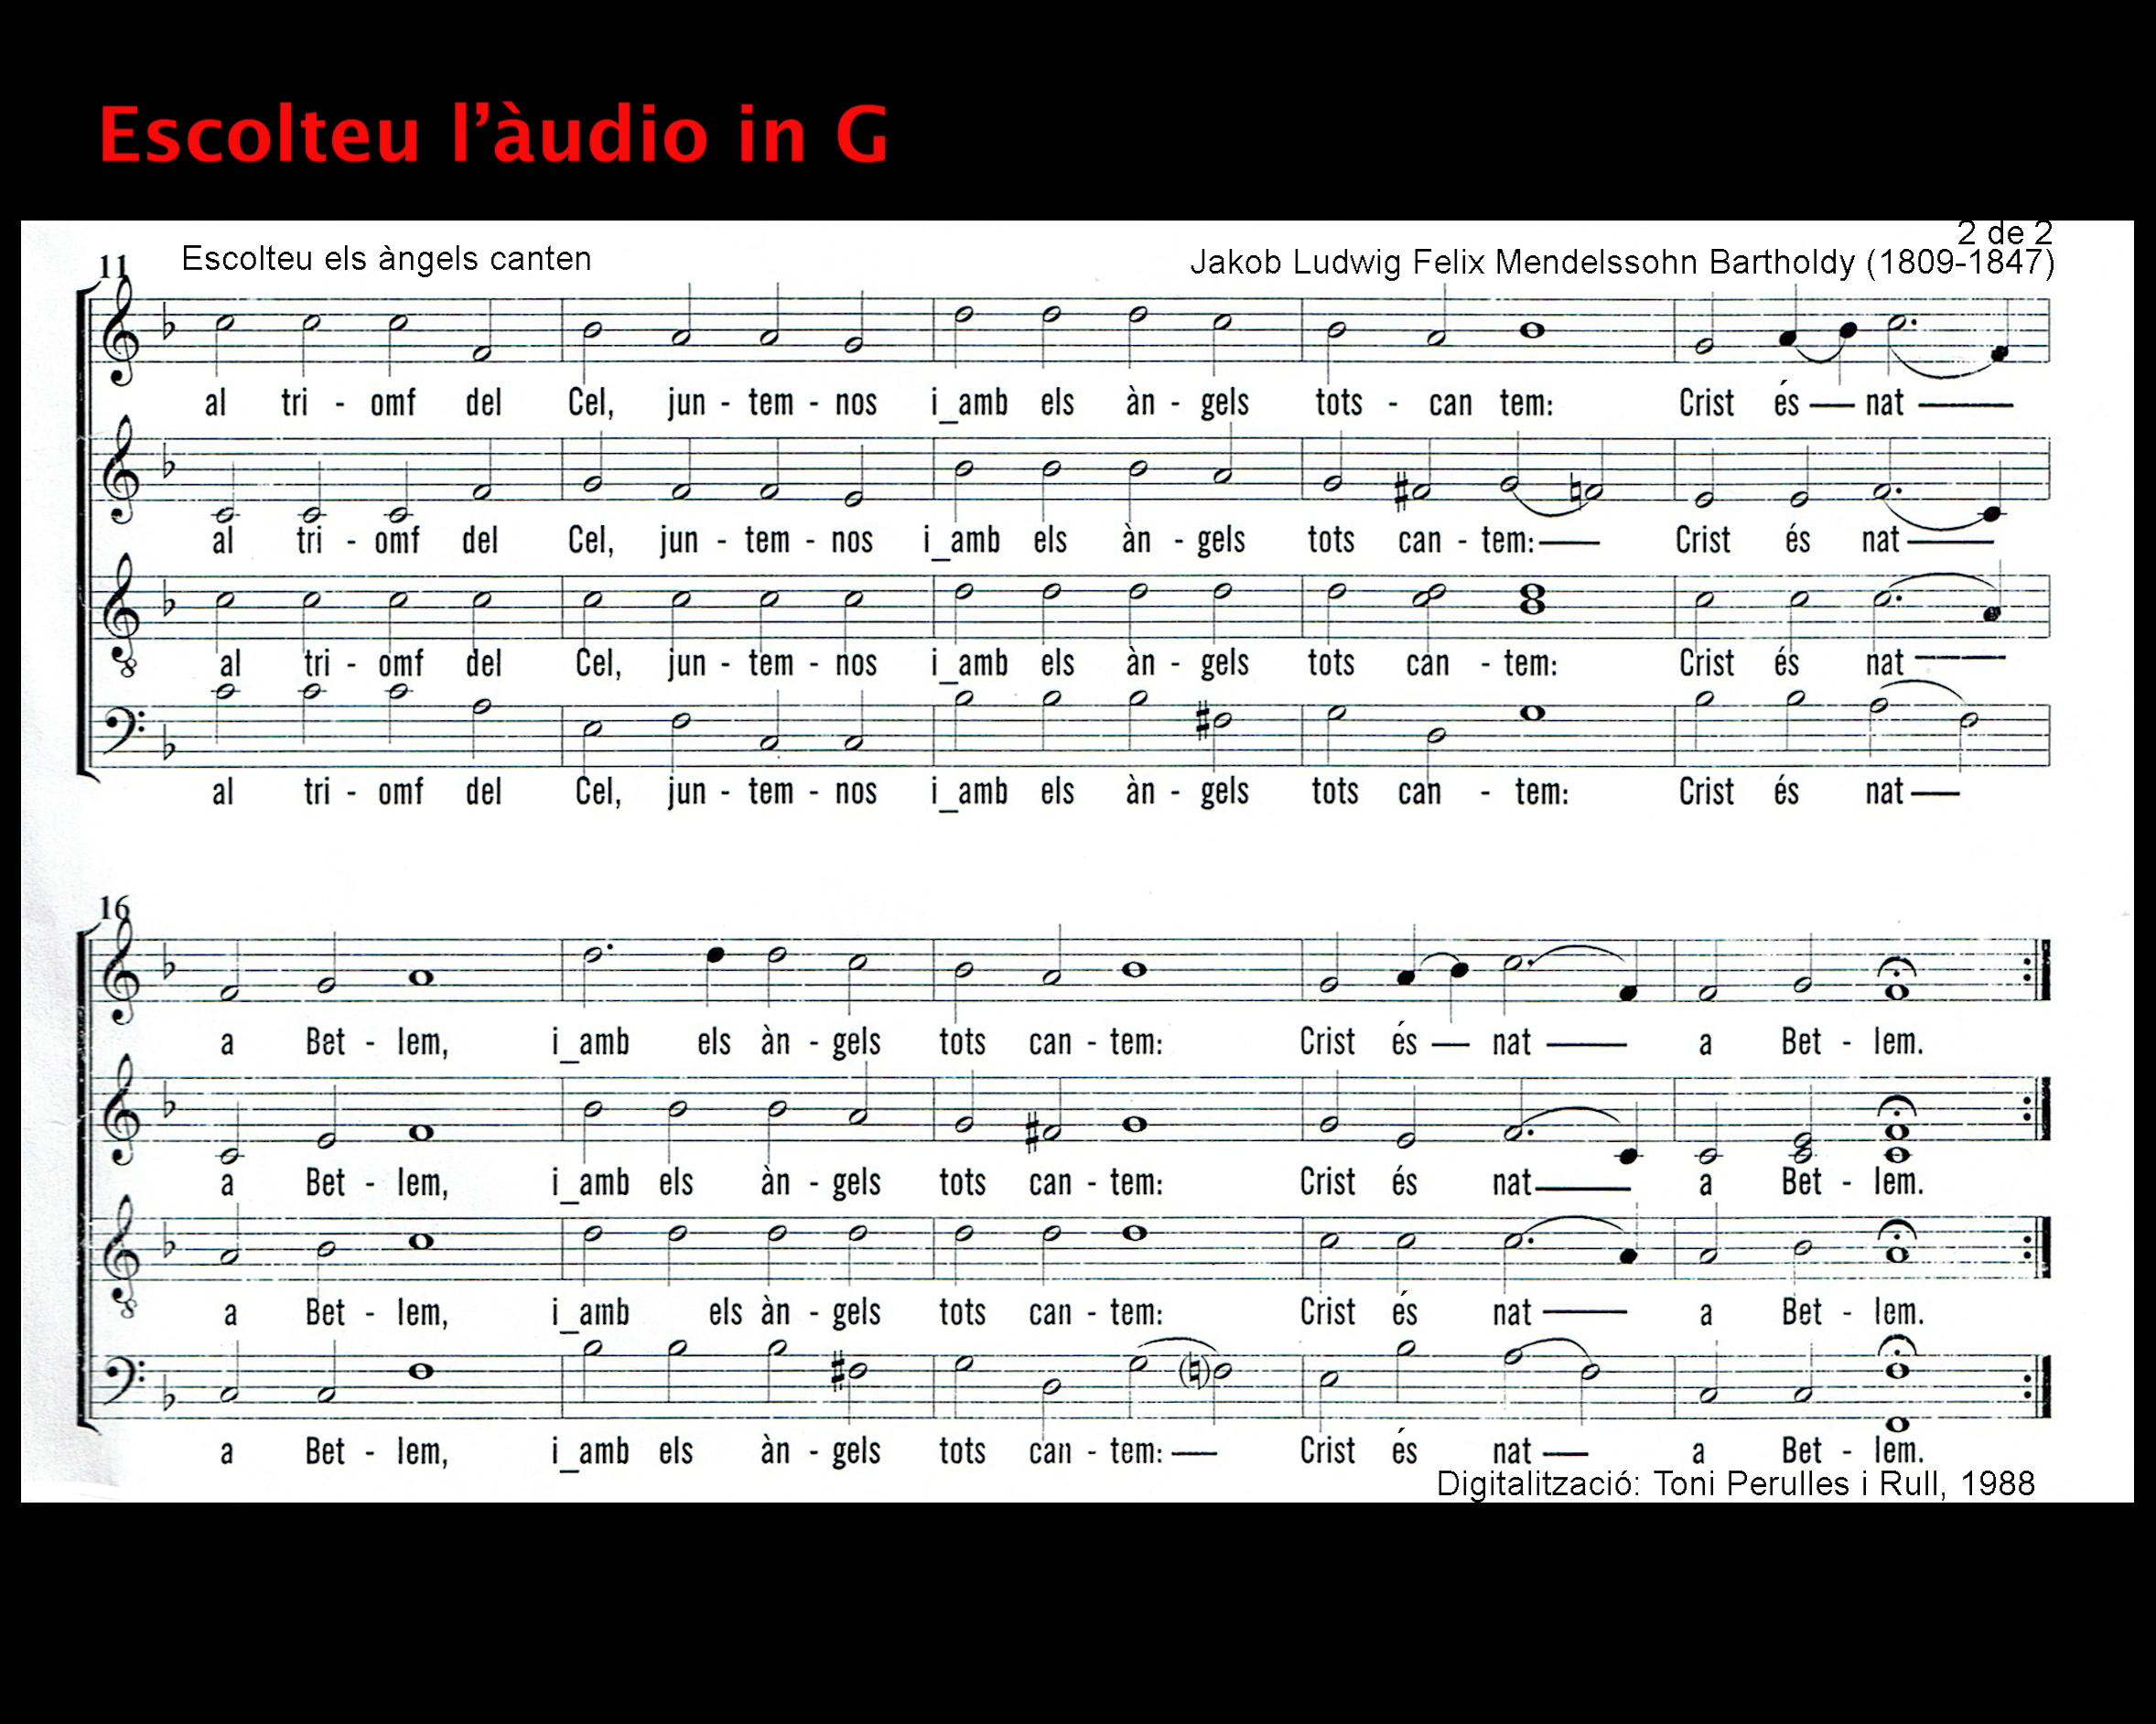 Escolteu l'àudio in G
2 de 2
11 Escolteu els àngels canten Jakob Ludwig Felix Mendelssohn Bartholdy (1809-1847)
al tri - omf del Cel, jun - tem - nos i_amb els àn - gels tots - can tem: Crist és — nat —
al tri - omf del Cel, jun - tem - nos i_amb els àn - gels tots can - tem: — Crist és nat —
8
al tri - omf del Cel, jun - tem - nos i_amb els àn - gels tots can - tem: Crist és nat —
al tri - omf del Cel, jun - tem - nos i_amb els àn - gels tots can - tem: Crist és nat —
16
a Bet - lem, i_amb els àn - gels tots can - tem: Crist és — nat — a Bet - lem.
a Bet - lem, i_amb els àn - gels tots can - tem: Crist és nat — a Bet - lem.
8
a Bet - lem, i_amb els àn - gels tots can - tem: Crist és nat — a Bet - lem.
a Bet - lem, i_amb els àn - gels tots can - tem: — Crist és nat — a Bet - lem.
Digitalització: Toni Perulles i Rull, 1988